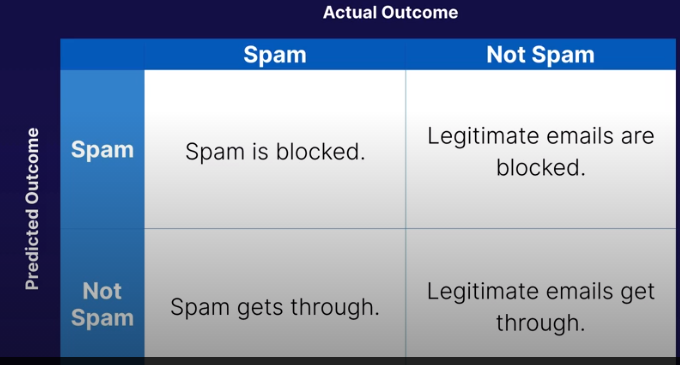 Actual Outcome
Spam
Not Spam
Predicted Outcome
Spam
Spam is blocked.
Legitimate emails are
blocked.
Not
Spam
Spam gets through.
Legitimate emails get
through.